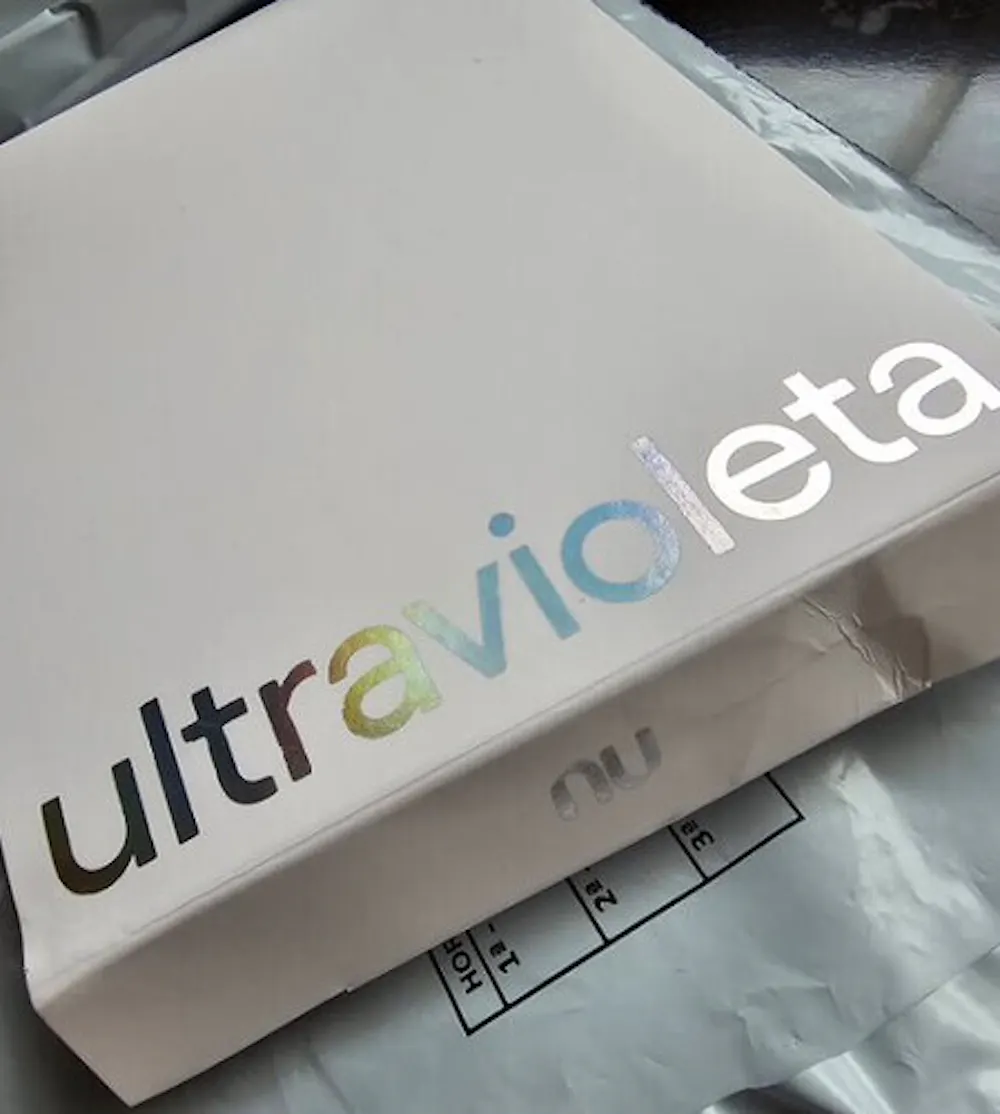 ultravioleta
nu
HOR
1ª -
2ª -
3ª